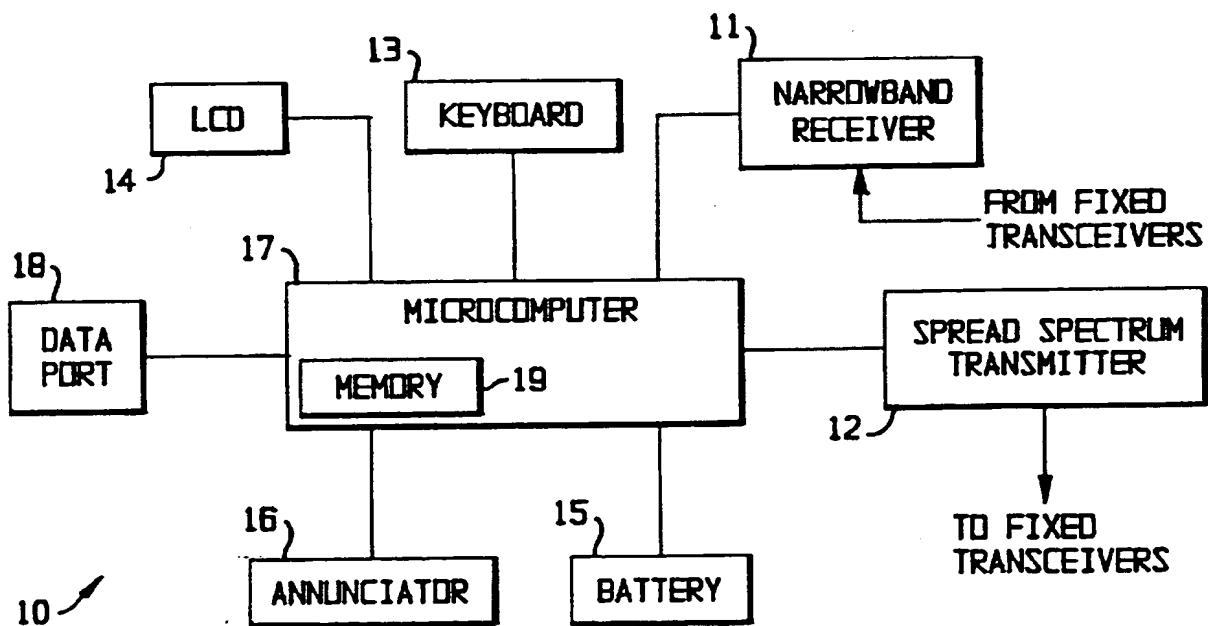 11
13
NARROWBAND
RECEIVER
LCD
KEYBOARD
14
FROM FIXED
TRANSCEIVERS
17
18
MICROCOMPUTER
DATA
PORT
SPREAD SPECTRUM
TRANSMITTER
MEMORY
19
12
16
15
TO FIXED
TRANSCEIVERS
ANNUNCIATOR
BATTERY
10